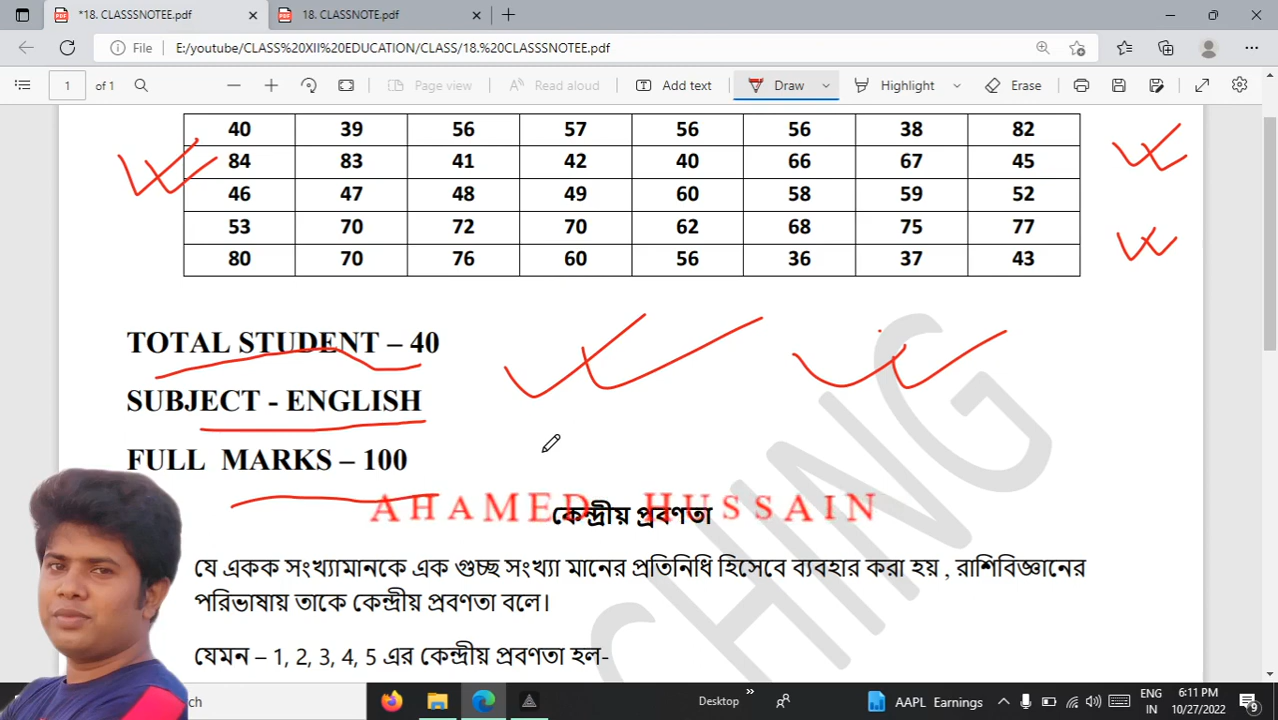 *18. CLASSSNOTEE.pdf
18. CLASSNOTE.pdf
File E:/youtube/CLASS%20XII%20EDUCATION/CLASS/18.%20CLASSSNOTEE.pdf
1 of 1 Page view Read aloud Add text Draw Highlight Erase
40 39 56 57 56 56 38 82
84 83 41 42 40 66 67 45
46 47 48 49 60 58 59 52
53 70 72 70 62 68 75 77
80 70 76 60 56 36 37 43
TOTAL STUDENT – 40
SUBJECT - ENGLISH
FULL MARKS – 100
AHAMED HUSSAIN
কেন্দ্রীয় প্রবণতা
যে একক সংখ্যামানকে এক গুচ্ছ সংখ্যা মানের প্রতিনিধি হিসেবে ব্যবহার করা হয় , রাশিবিজ্ঞানের
পরিভাষায় তাকে কেন্দ্রীয় প্রবণতা বলে।
যেমন – 1, 2, 3, 4, 5 এর কেন্দ্রীয় প্রবণতা হল-
CHING
Desktop AAPL Earnings ENG IN 6:11 PM 10/27/2022 9